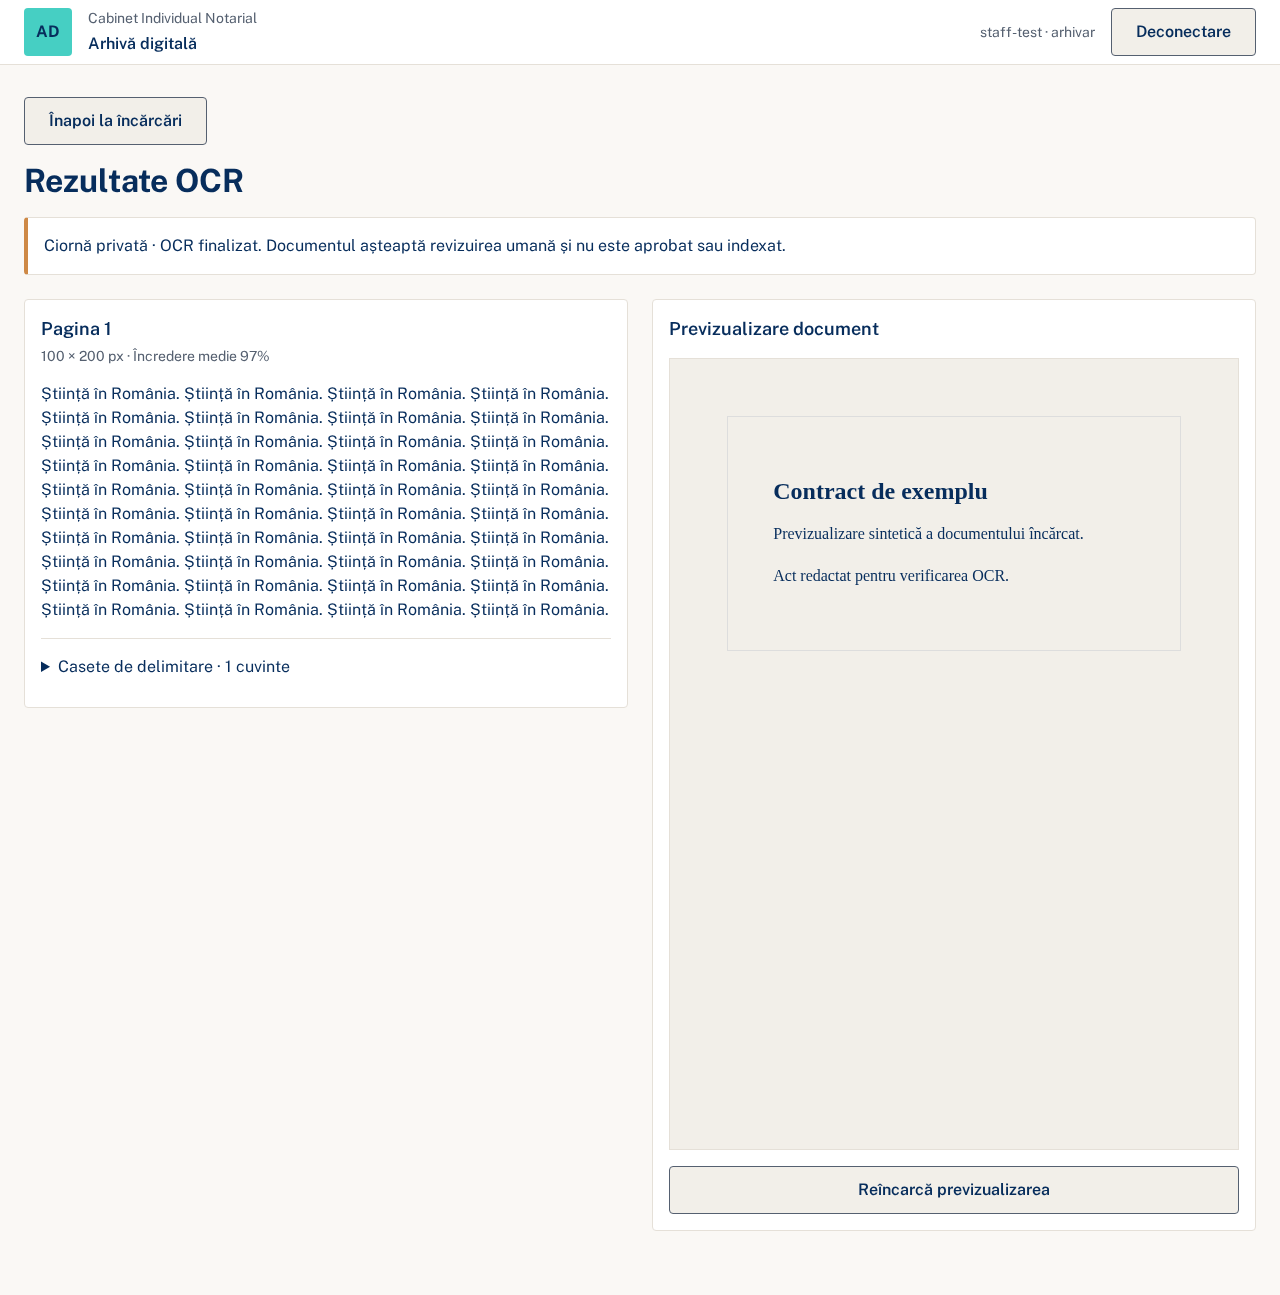 AD
Cabinet Individual Notarial
Arhivă digitală
staff-test · arhivar
Deconectare
Înapoi la încărcări
Rezultate OCR
Ciornă privată · OCR finalizat. Documentul așteaptă revizuirea umană și nu este aprobat sau indexat.
Pagina 1
100 × 200 px · Încredere medie 97%
Știință în România. Știință în România. Știință în România. Știință în România.
Știință în România. Știință în România. Știință în România. Știință în România.
Știință în România. Știință în România. Știință în România. Știință în România.
Știință în România. Știință în România. Știință în România. Știință în România.
Știință în România. Știință în România. Știință în România. Știință în România.
Știință în România. Știință în România. Știință în România. Știință în România.
Știință în România. Știință în România. Știință în România. Știință în România.
Știință în România. Știință în România. Știință în România. Știință în România.
Știință în România. Știință în România. Știință în România. Știință în România.
Știință în România. Știință în România. Știință în România. Știință în România.
Casete de delimitare · 1 cuvinte
Previzualizare document
Contract de exemplu
Previzualizare sintetică a documentului încărcat.
Act redactat pentru verificarea OCR.
Reîncarcă previzualizarea